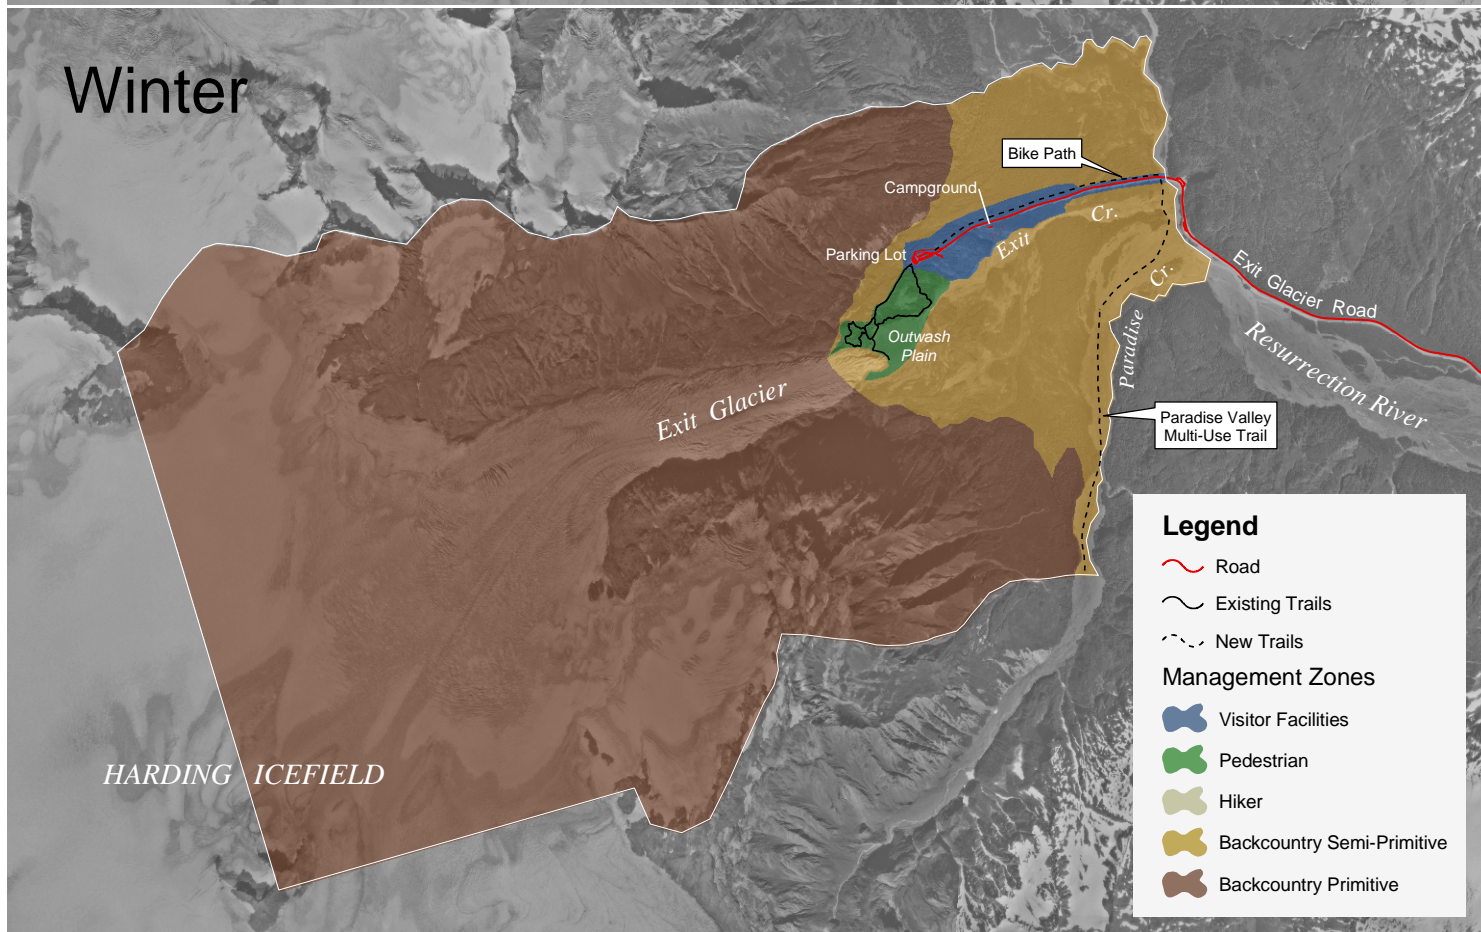 Winter
Bike Path
Campground
Cr.
Parking Lot
Exit
Cr.
Exit Glacier Road
Outwash
Plain
Paradise
Resurrection River
Exit Glacier
Paradise Valley
Multi-Use Trail
HARDING ICEFIELD
Legend
Road
Existing Trails
New Trails
Management Zones
Visitor Facilities
Pedestrian
Hiker
Backcountry Semi-Primitive
Backcountry Primitive